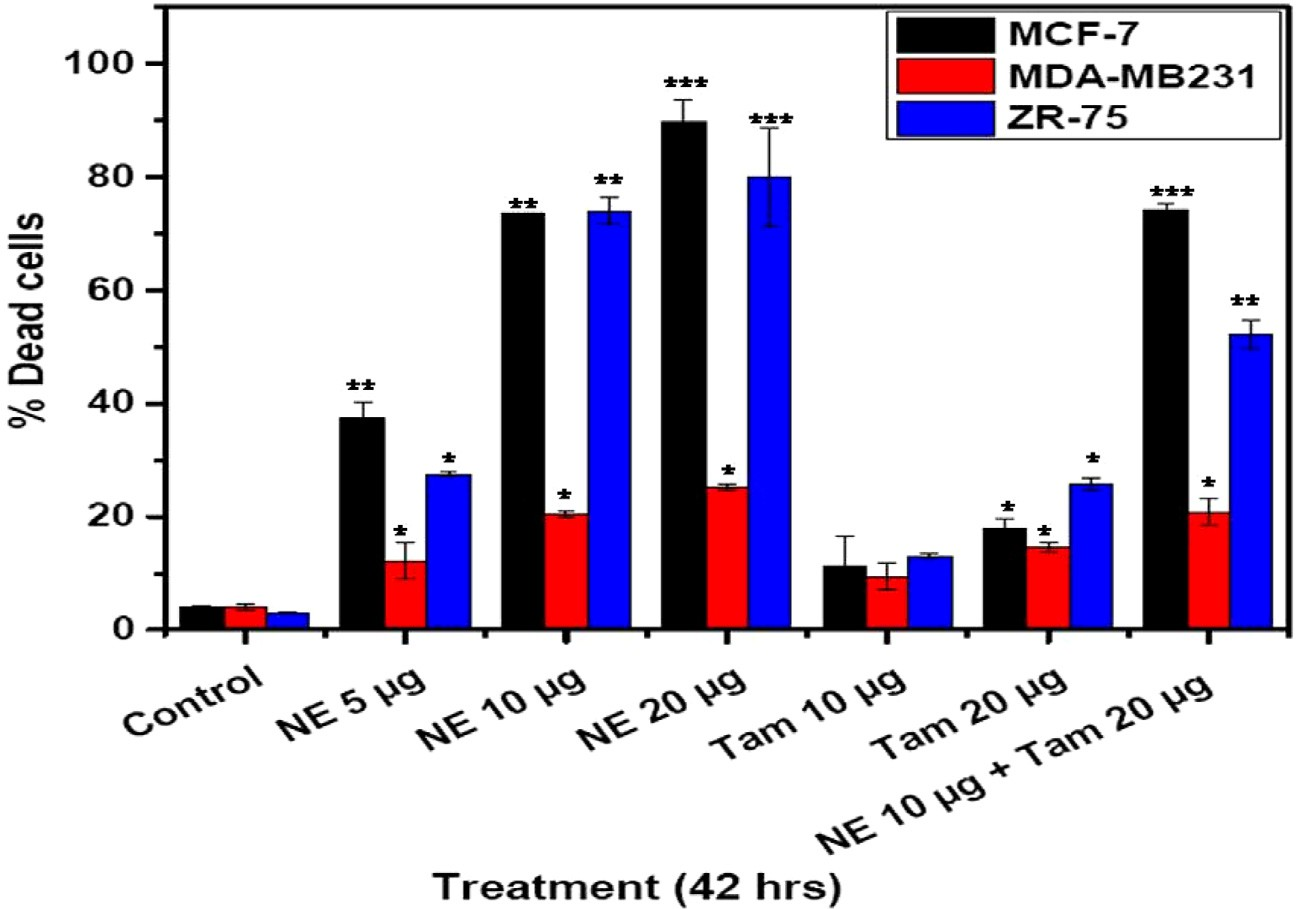 MCF-7
MDA-MB231
ZR-75
100
80
60
40
20
0
% Dead cells
***
***
**
**
***
**
**
*
*
*
*
*
*
*
*
Control
NE 5 µg
NE 10 µg
NE 20 µg
Tam 10 µg
Tam 20 µg
NE 10 µg + Tam 20 µg
Treatment (42 hrs)